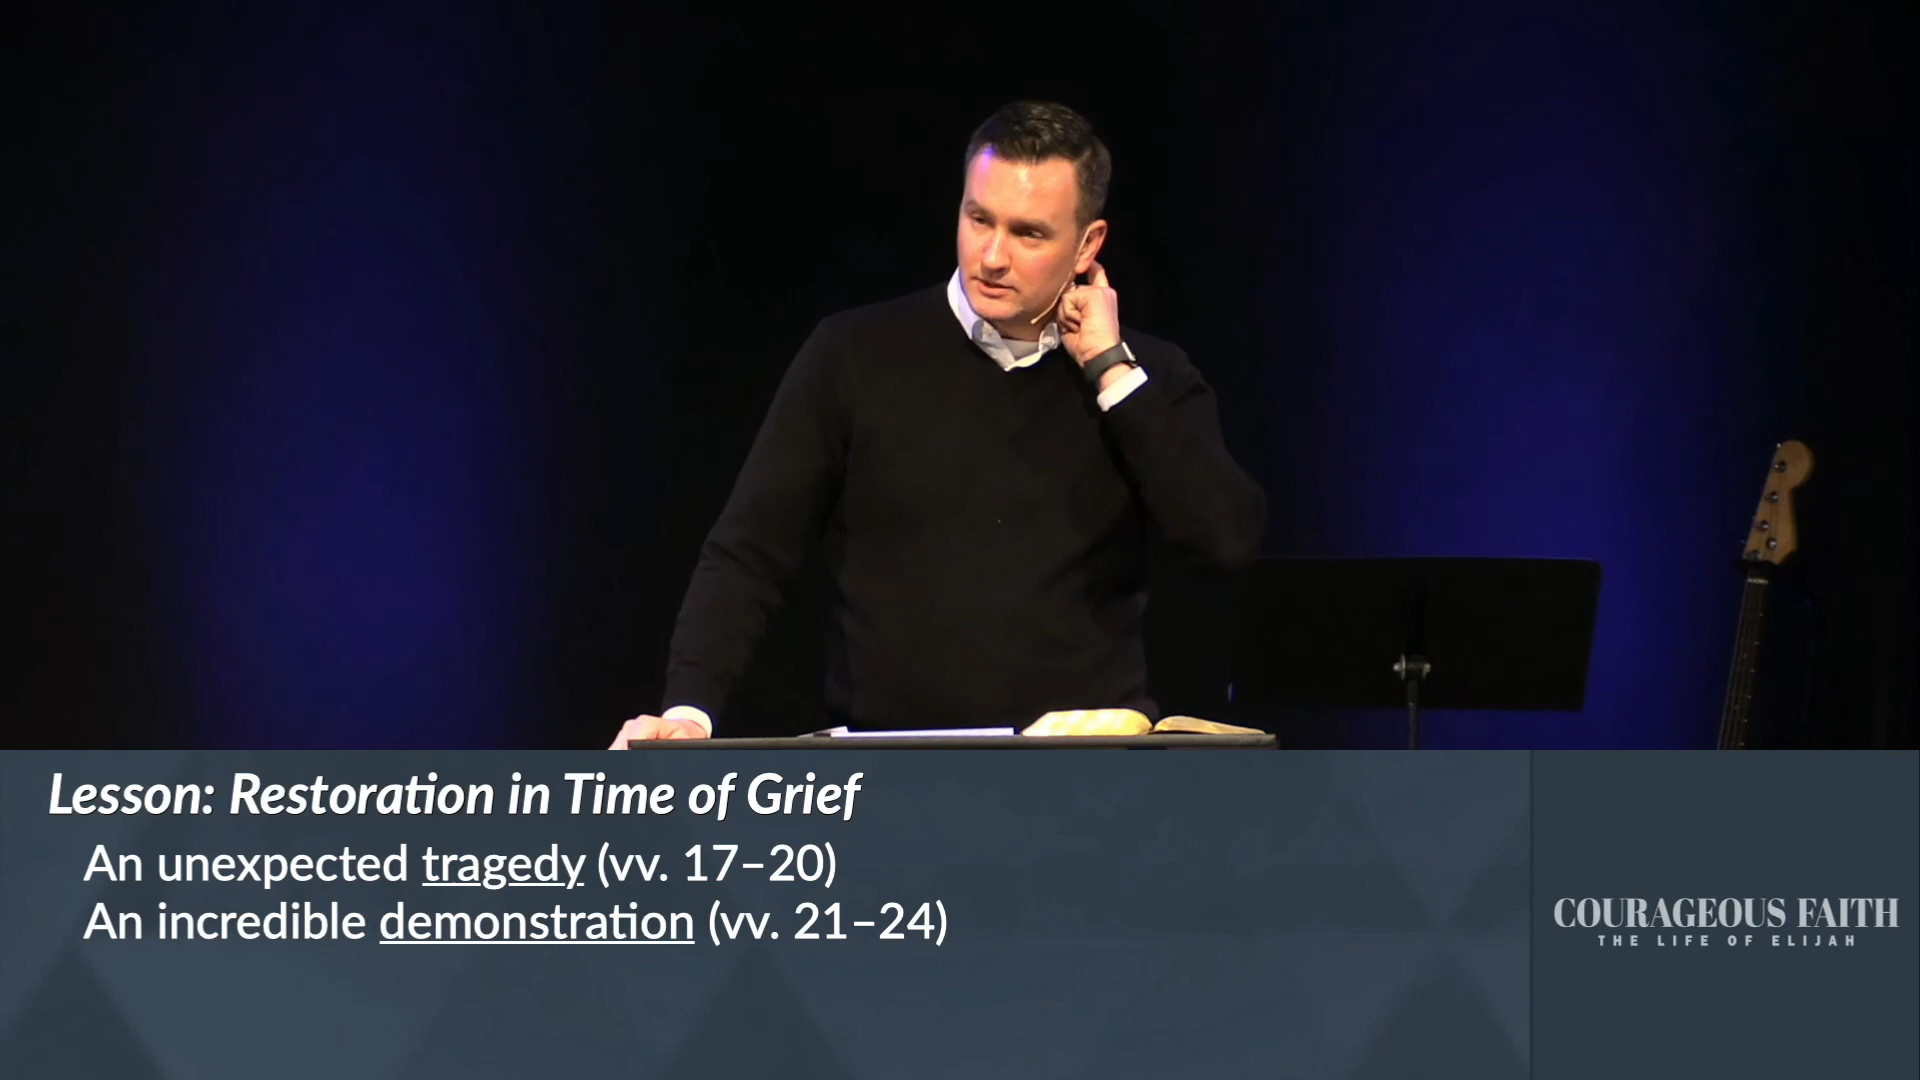 Lesson: Restoration in Time of Grief
An unexpected tragedy (vv. 17–20)
An incredible demonstration (vv. 21–24)
COURAGEOUS FAITH
THE LIFE OF ELIJAH